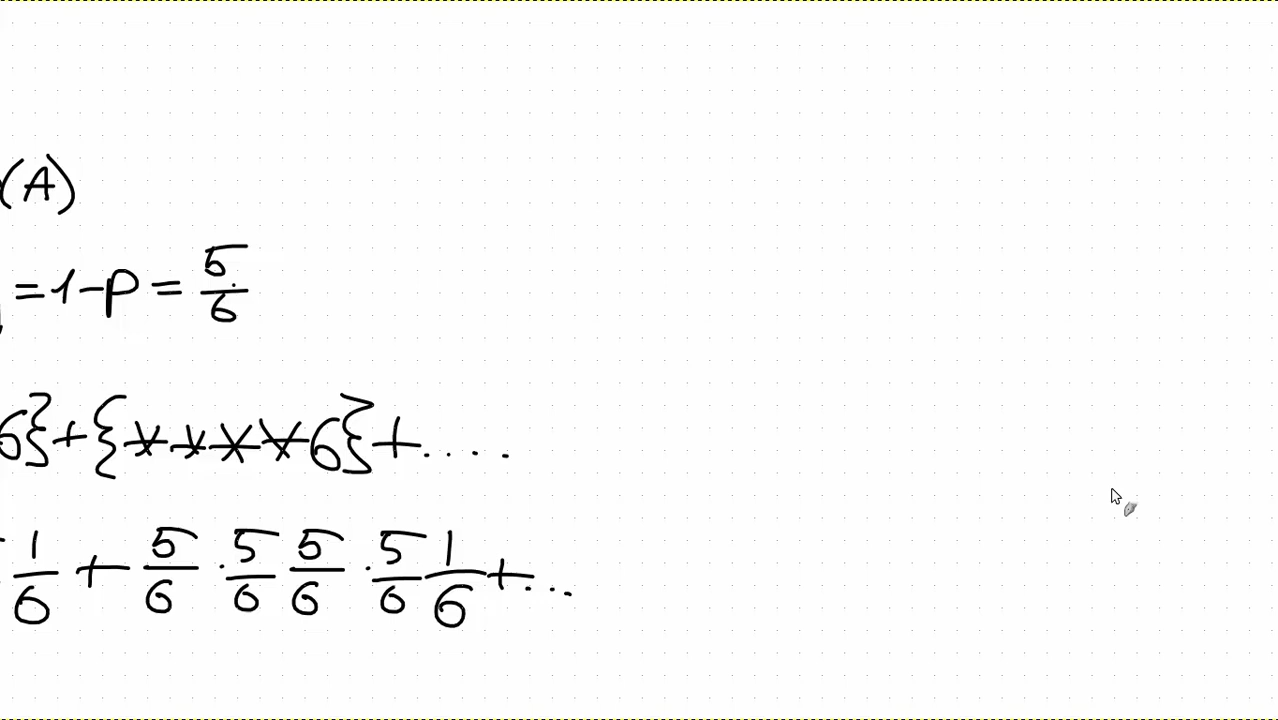 (A)
=1-p = 5/6
6}+{****6}+....
1/6 + 5/6 · 5/6 5/6 · 5/6 1/6 +...